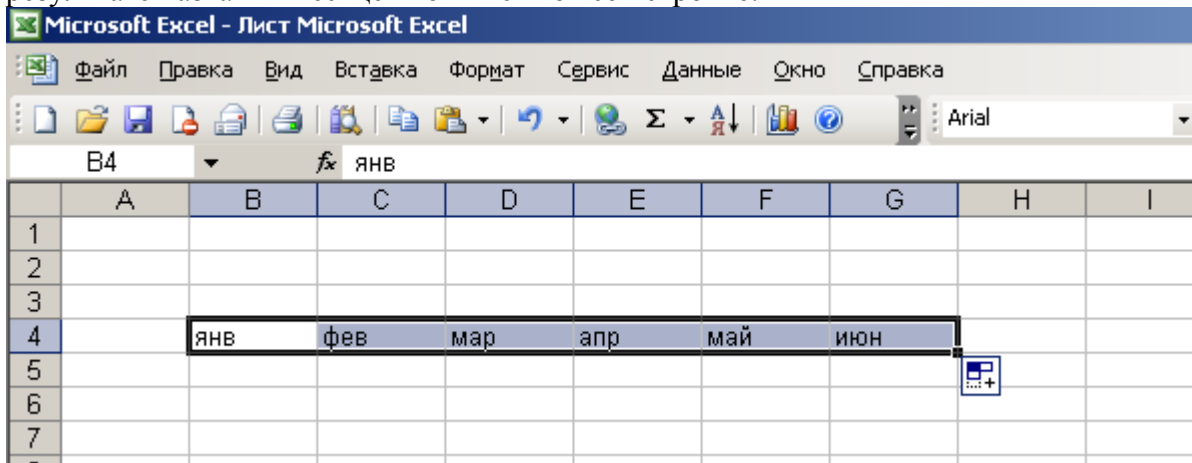 Microsoft Excel - Лист Microsoft Excel
Файл Правка Вид Вставка Формат Сервис Данные Окно Справка
Σ Arial
B4 fx янв
A B C D E F G H I
1
2
3
4 янв фев мар апр май июн
5
6
7